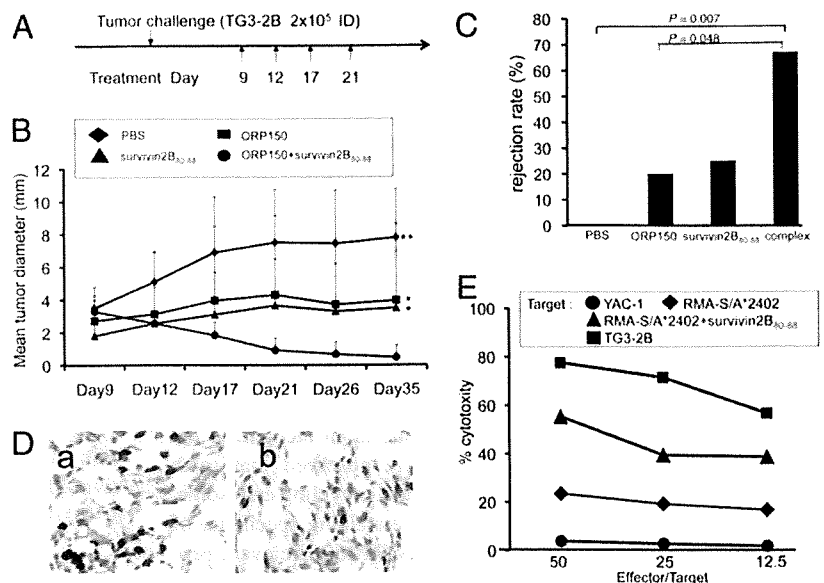 A
Tumor challenge (TG3-2B 2x10⁵ ID)
Treatment Day 9 12 17 21
B
PBS ORP150
survivin2B₈₀₋₈₈ ORP150+survivin2B₈₀₋₈₈
Mean tumor diameter (mm)
12
10
8
6
4
2
0
**
*
*
Day9 Day12 Day17 Day21 Day26 Day35
C
P = 0.007
P = 0.048
rejection rate (%)
80
70
60
50
40
30
20
10
0
PBS ORP150 survivin2B₈₀₋₈₈ complex
D
a b
E
Target : YAC-1 RMA-S/A*2402
RMA-S/A*2402+survivin2B₈₀₋₈₈
TG3-2B
% cytotoxity
100
80
60
40
20
0
50 25 12.5
Effector/Target